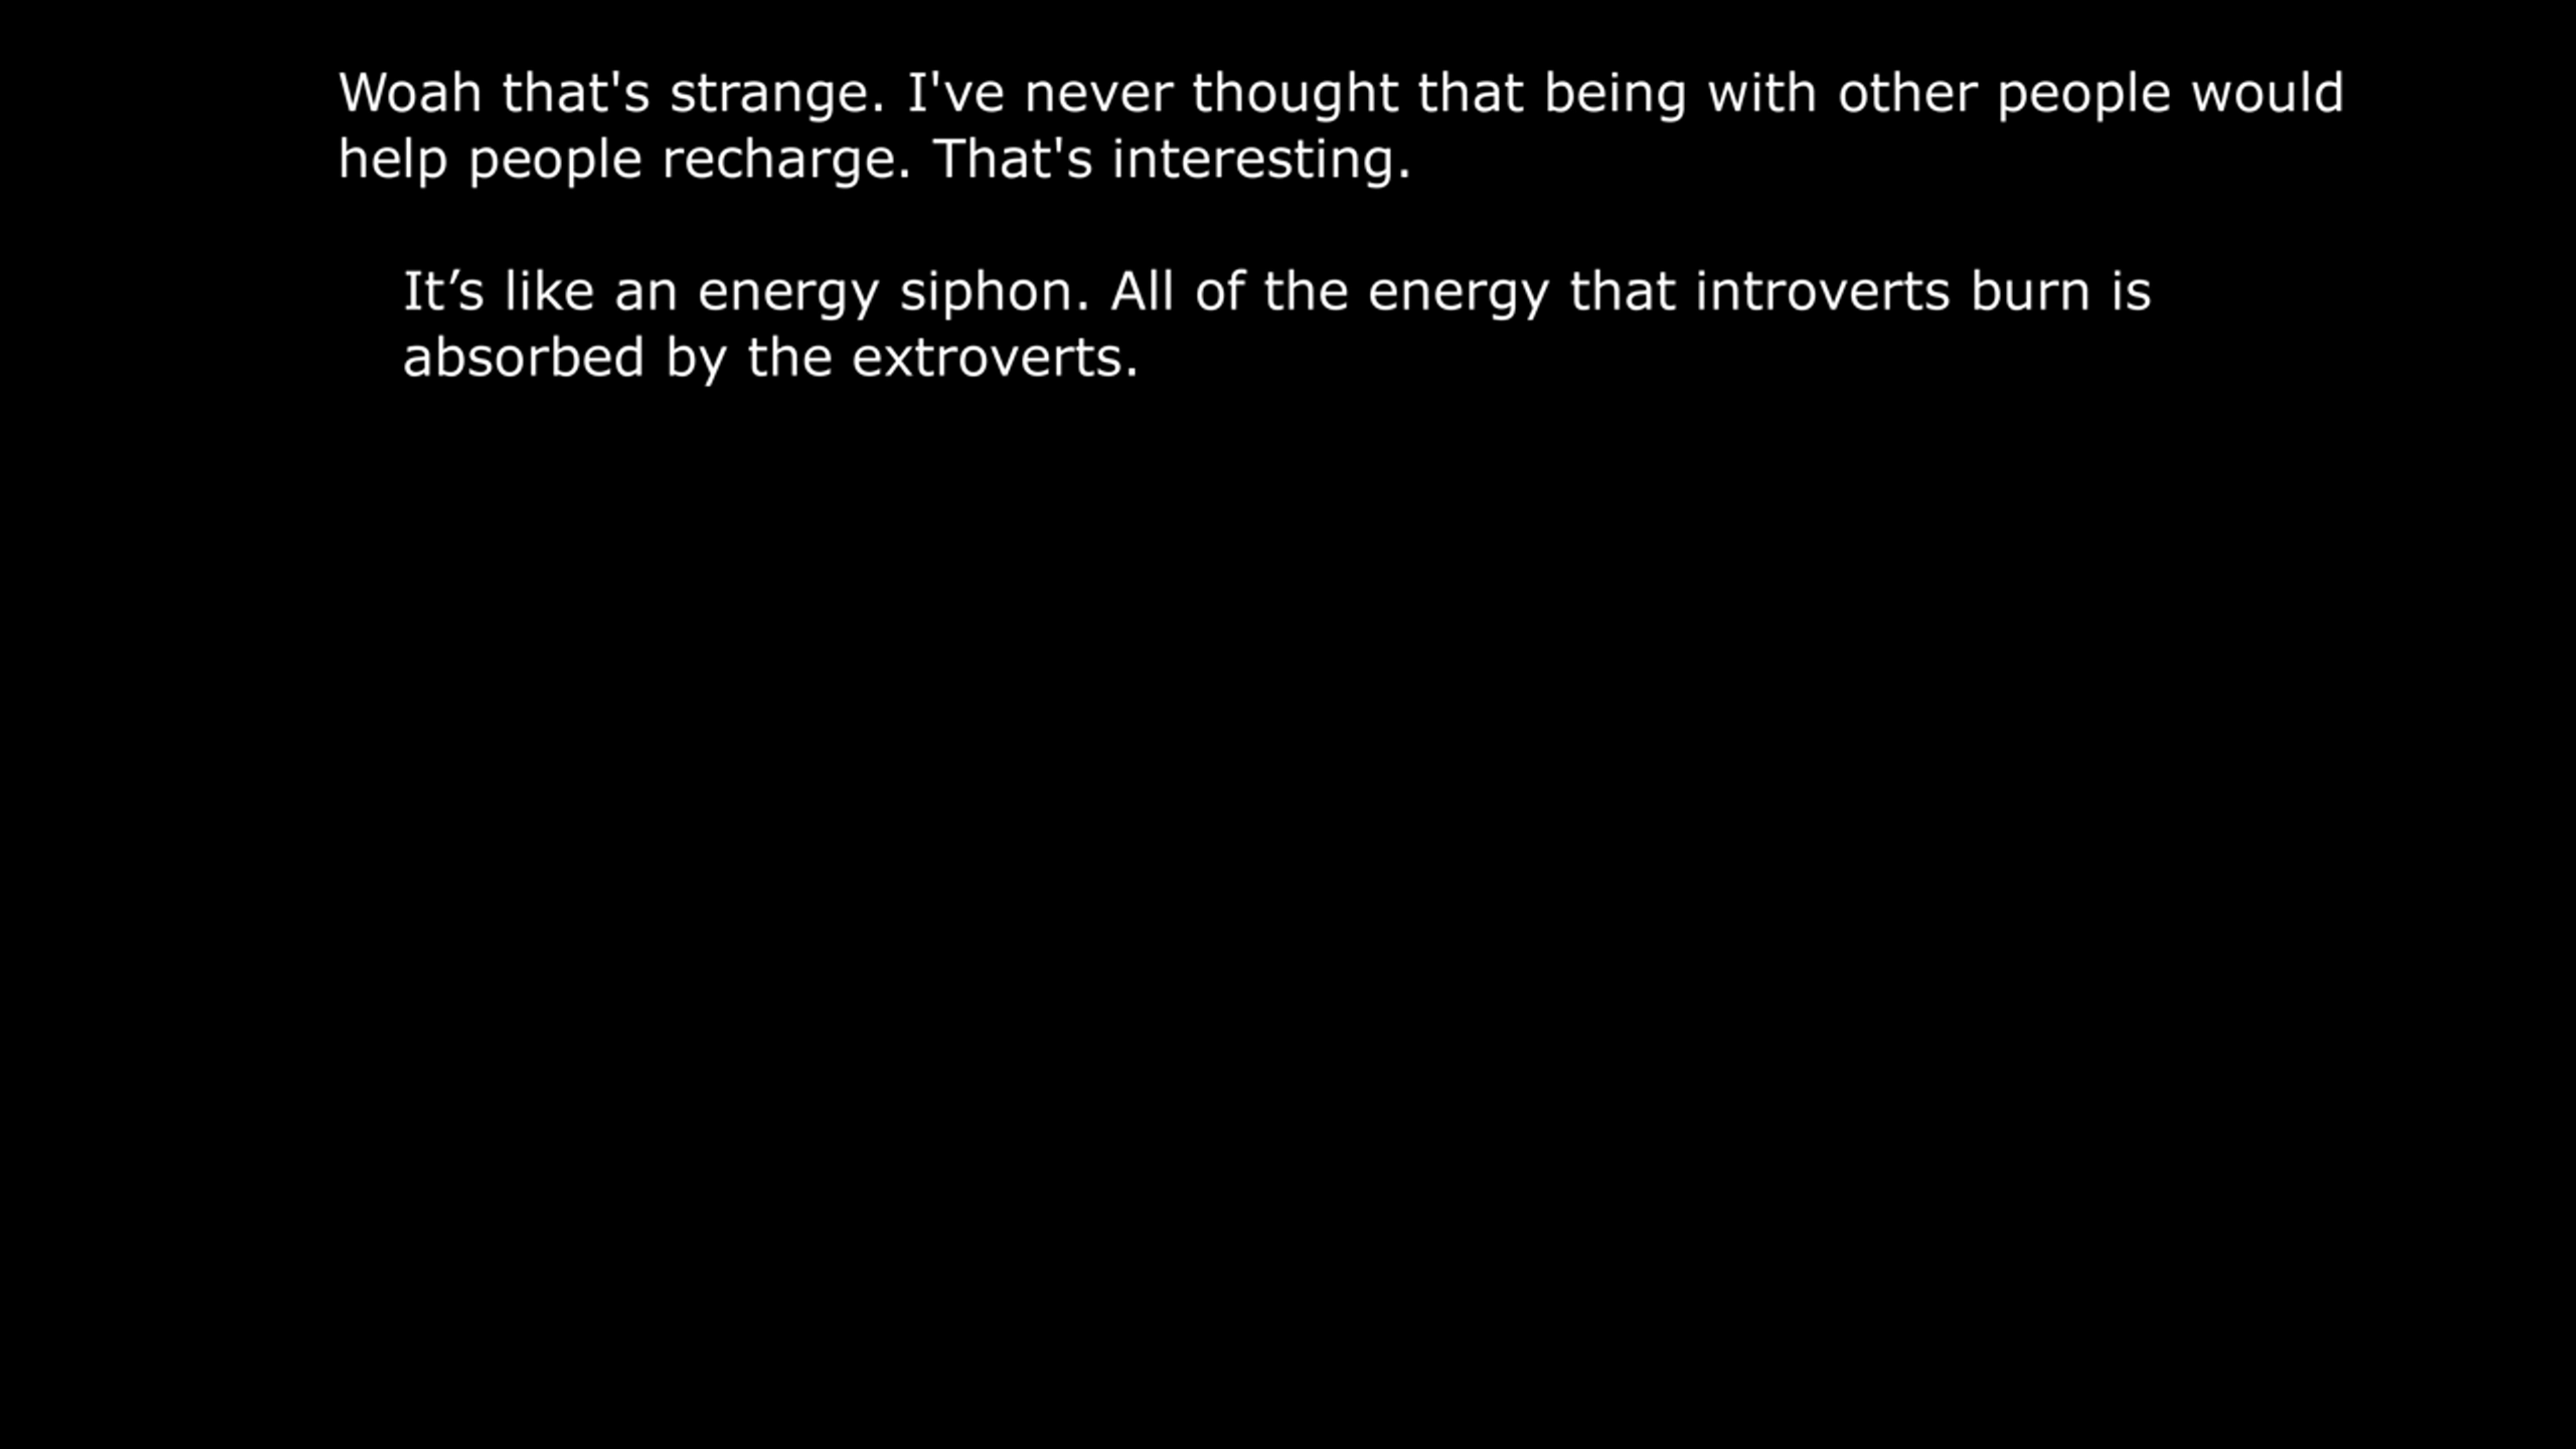 Woah that's strange. I've never thought that being with other people would
help people recharge. That's interesting.
It’s like an energy siphon. All of the energy that introverts burn is
absorbed by the extroverts.